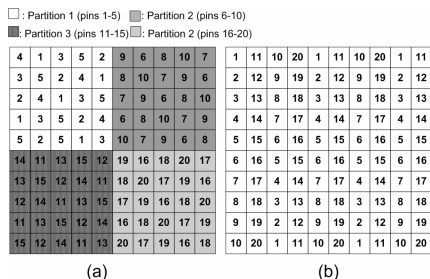 : Partition 1 (pins 1-5) : Partition 2 (pins 6-10)
: Partition 3 (pins 11-15) : Partition 2 (pins 16-20)
4 1 3 5 2 9 6 8 10 7 1 11 10 20 1 11 10 20 1 11
3 5 2 4 1 8 10 7 9 6 2 12 9 19 2 12 9 19 2 12
2 4 1 3 5 7 9 6 8 10 3 13 8 18 3 13 8 18 3 13
1 3 5 2 4 6 8 10 7 9 4 14 7 17 4 14 7 17 4 14
5 2 5 1 3 10 7 9 6 8 5 15 6 16 5 15 6 16 5 15
14 11 13 15 12 19 16 18 20 17 6 16 5 15 6 16 5 15 6 16
13 15 12 14 11 18 20 17 19 16 7 17 4 14 7 17 4 14 7 17
12 14 11 13 15 17 19 16 18 20 8 18 3 13 8 18 3 13 8 18
11 13 15 12 14 16 18 20 17 19 9 19 2 12 9 19 2 12 9 19
15 12 14 11 13 20 17 19 16 18 10 20 1 11 10 20 1 11 10 20
(a) (b)